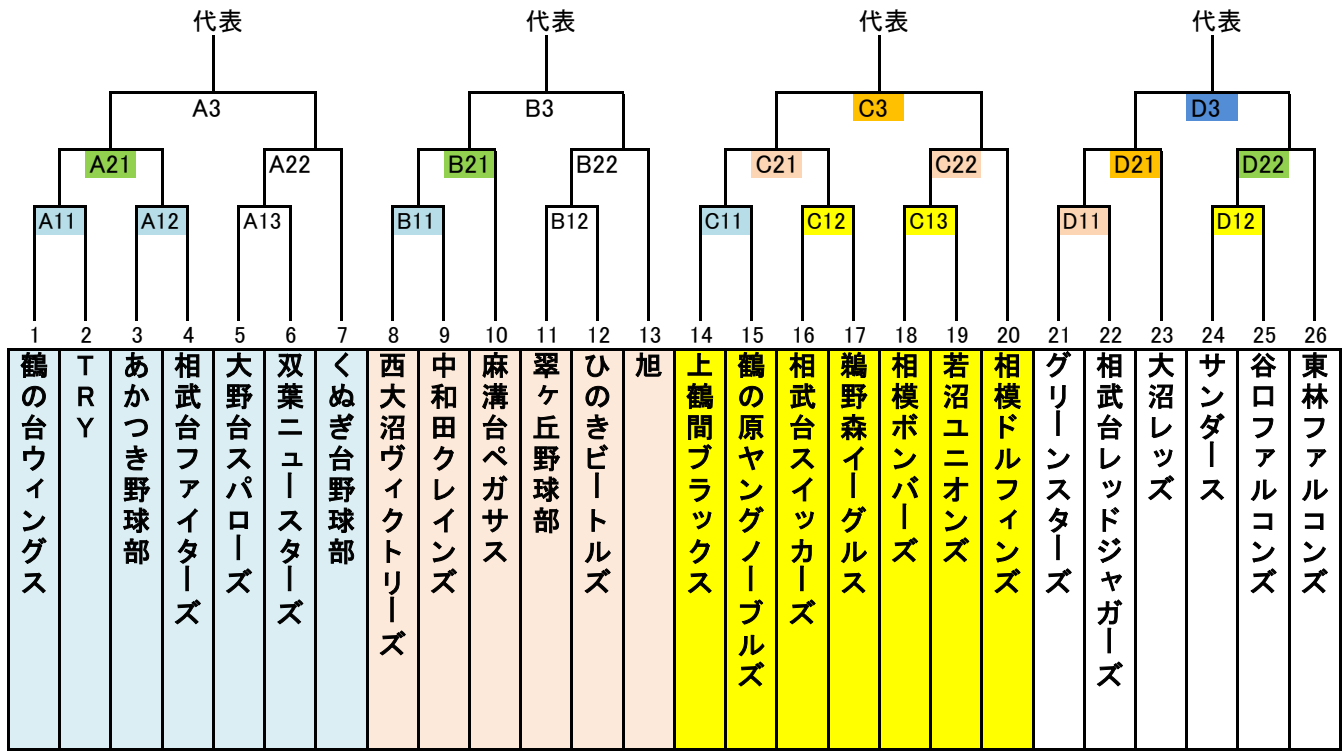 代表 代表 代表 代表
A3 B3 C3 D3
A21 A22 B21 B22 C21 C22 D21 D22
A11 A12 A13 B11 B12 C11 C12 C13 D11 D12
1 2 3 4 5 6 7 8 9 10 11 12 13 14 15 16 17 18 19 20 21 22 23 24 25 26
鶴の台ウィングス
TRY
あかつき野球部
相武台ファイターズ
大野台スパローズ
双葉ニュースターズ
くぬぎ台野球部
西大沼ヴィクトリーズ
中和田クレインズ
麻溝台ペガサス
翠ヶ丘野球部
ひのきビートルズ
旭
上鶴間ブラックス
鶴の原ヤングノーブルズ
相武台スイッカーズ
鵜野森イーグルス
相模ボンバーズ
若沼ユニオンズ
相模ドルフィンズ
グリーンスターズ
相武台レッドジャガーズ
大沼レッズ
サンダース
谷口ファルコンズ
東林ファルコンズ